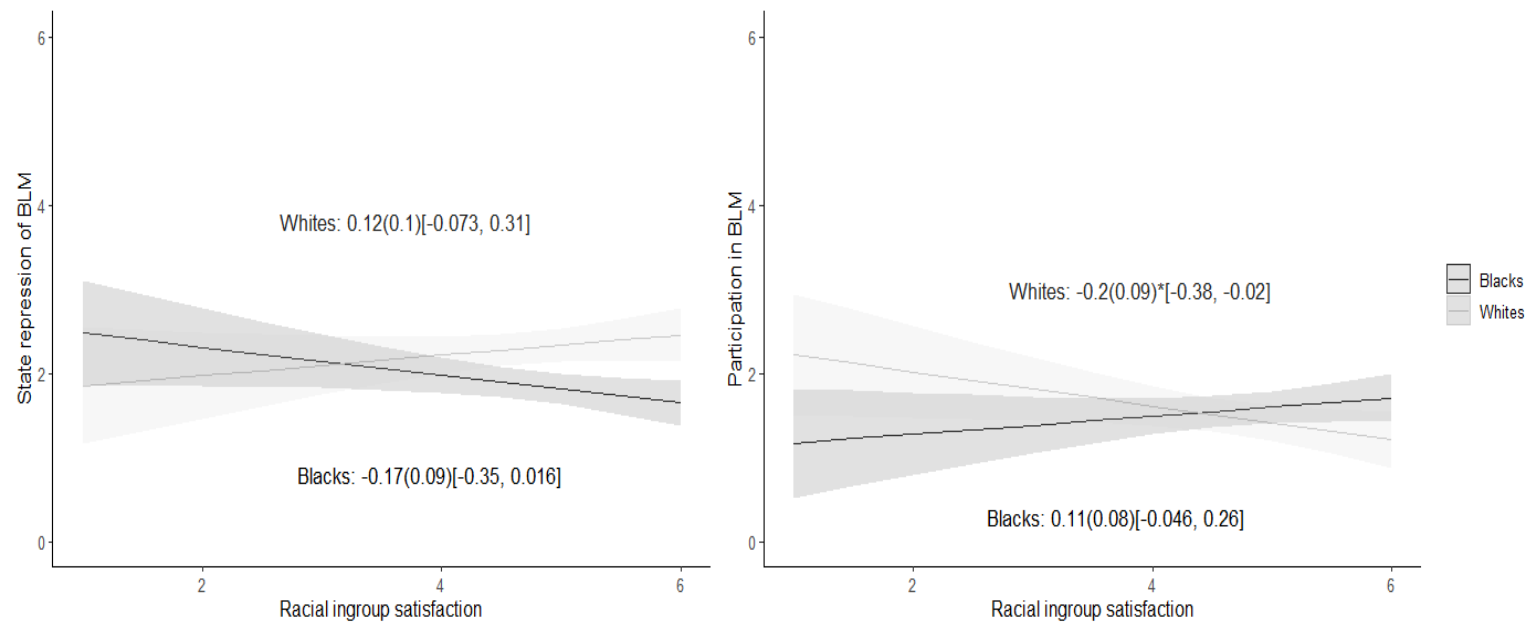 State repression of BLM
6
4
2
0
Whites: 0.12(0.1)[-0.073, 0.31]
Blacks: -0.17(0.09)[-0.35, 0.016]
2
4
6
Racial ingroup satisfaction
Participation in BLM
6
4
2
0
Whites: -0.2(0.09)*[-0.38, -0.02]
Blacks: 0.11(0.08)[-0.046, 0.26]
2
4
6
Racial ingroup satisfaction
Blacks
Whites